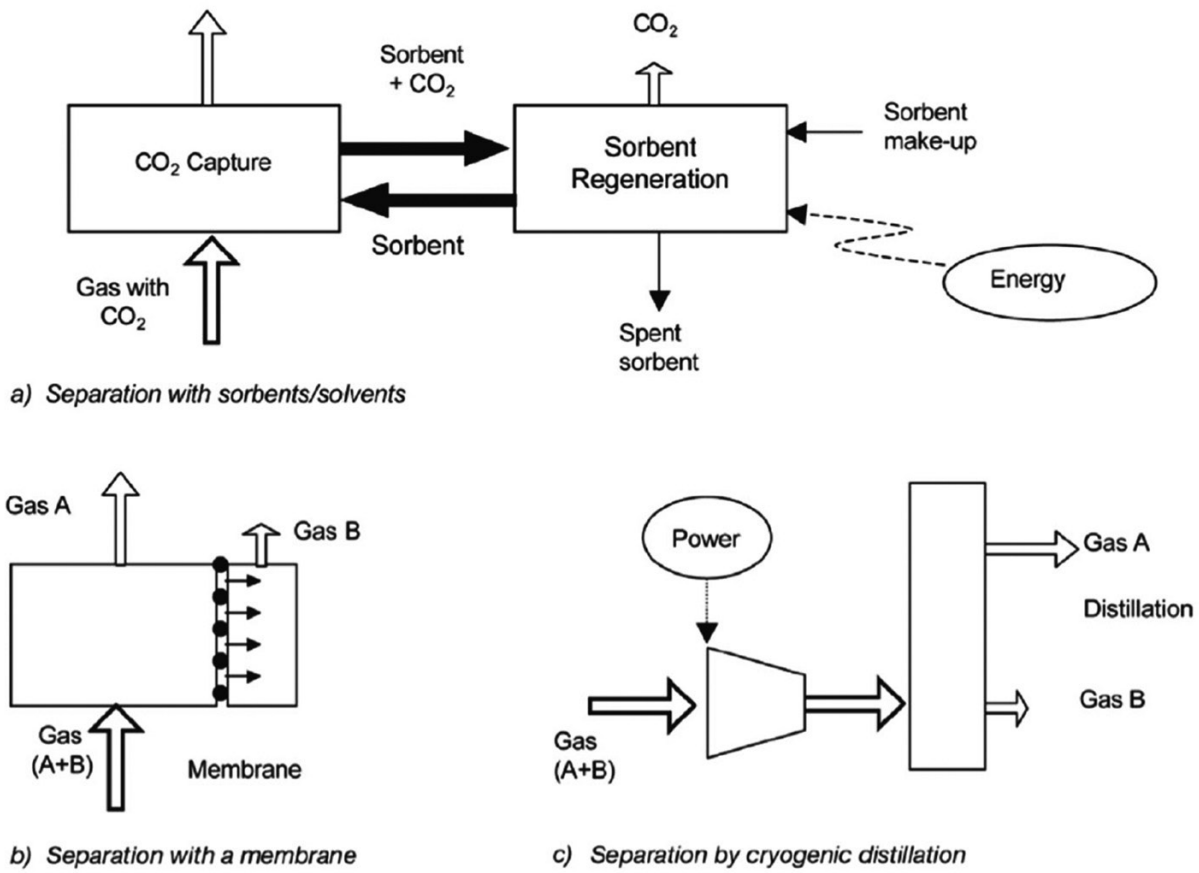 CO₂
Sorbent
+ CO₂
Sorbent
make-up
CO₂ Capture
Sorbent
Regeneration
Sorbent
Energy
Gas with
CO₂
Spent
sorbent
a) Separation with sorbents/solvents
Gas A
Gas B
Gas
(A+B)
Membrane
b) Separation with a membrane
Power
Gas A
Distillation
Gas B
Gas
(A+B)
c) Separation by cryogenic distillation